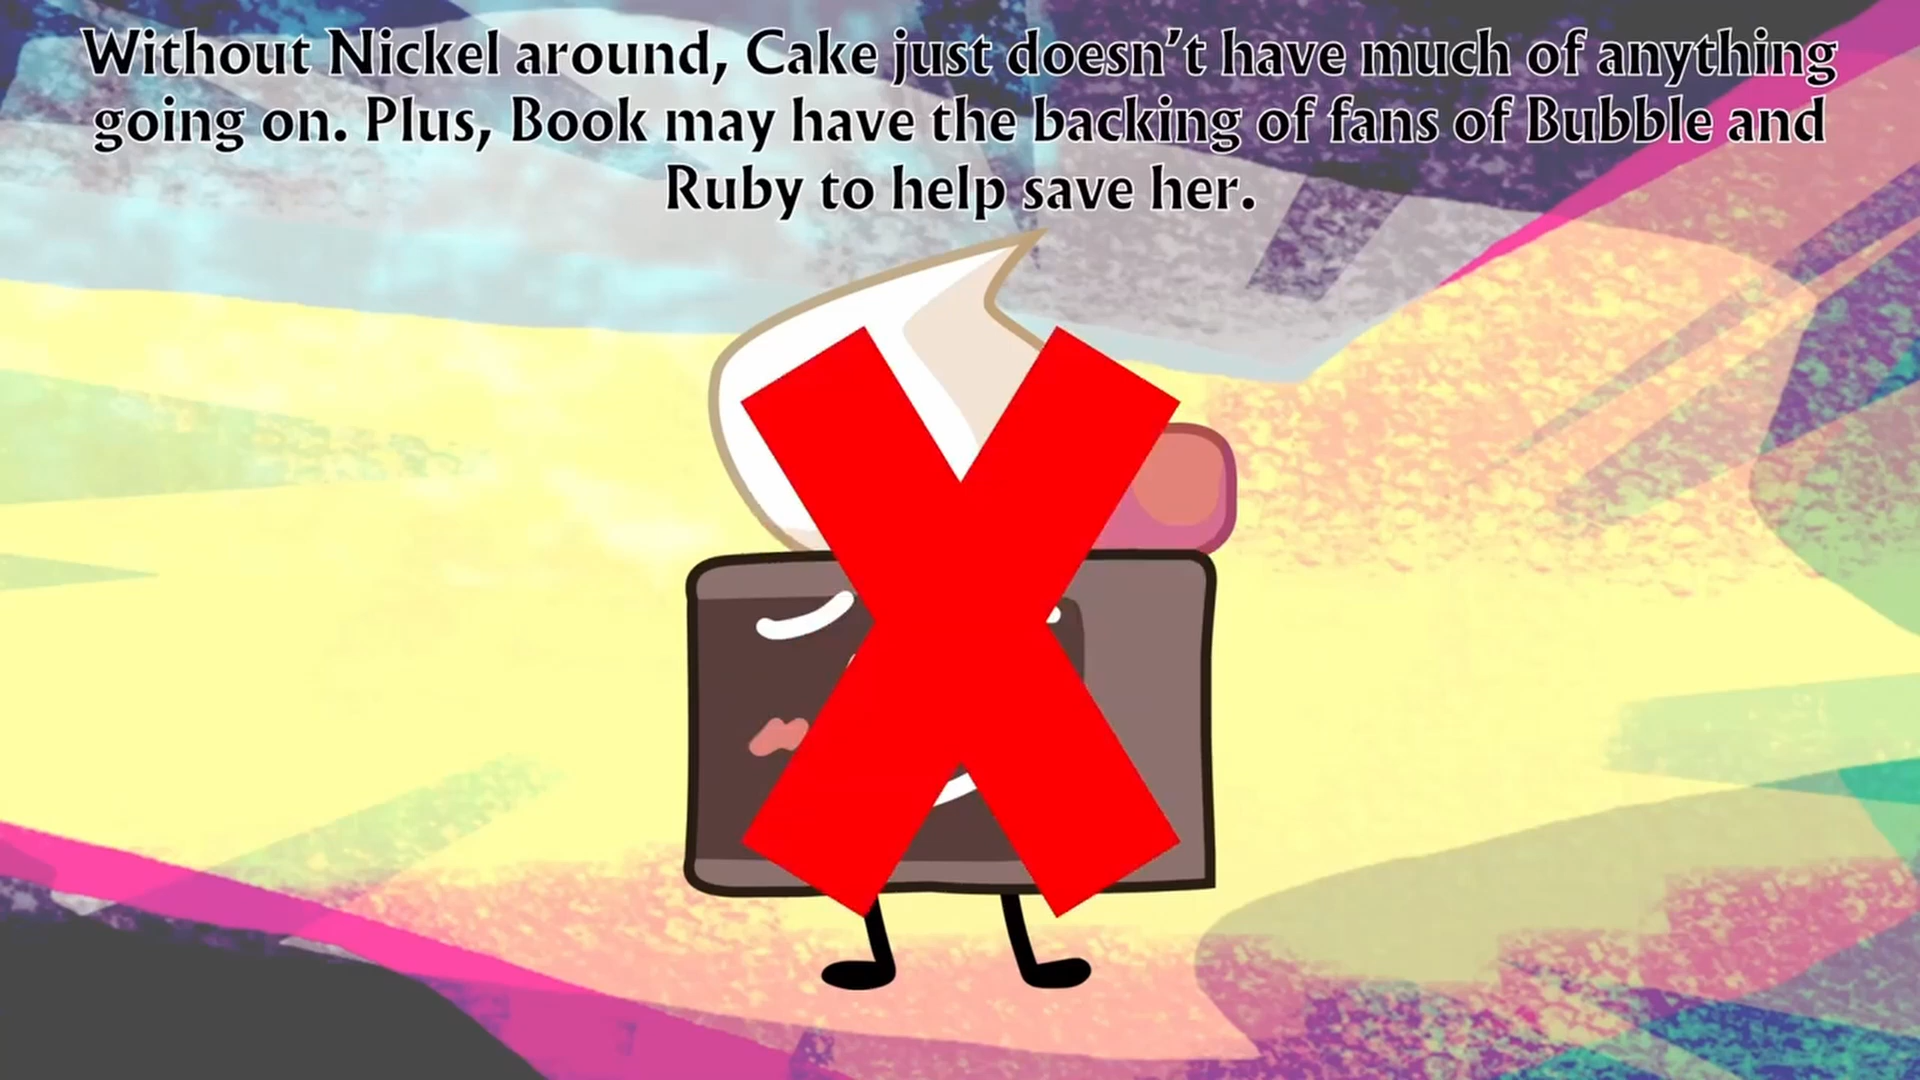 Without Nickel around, Cake just doesn’t have much of anything
going on. Plus, Book may have the backing of fans of Bubble and
Ruby to help save her.